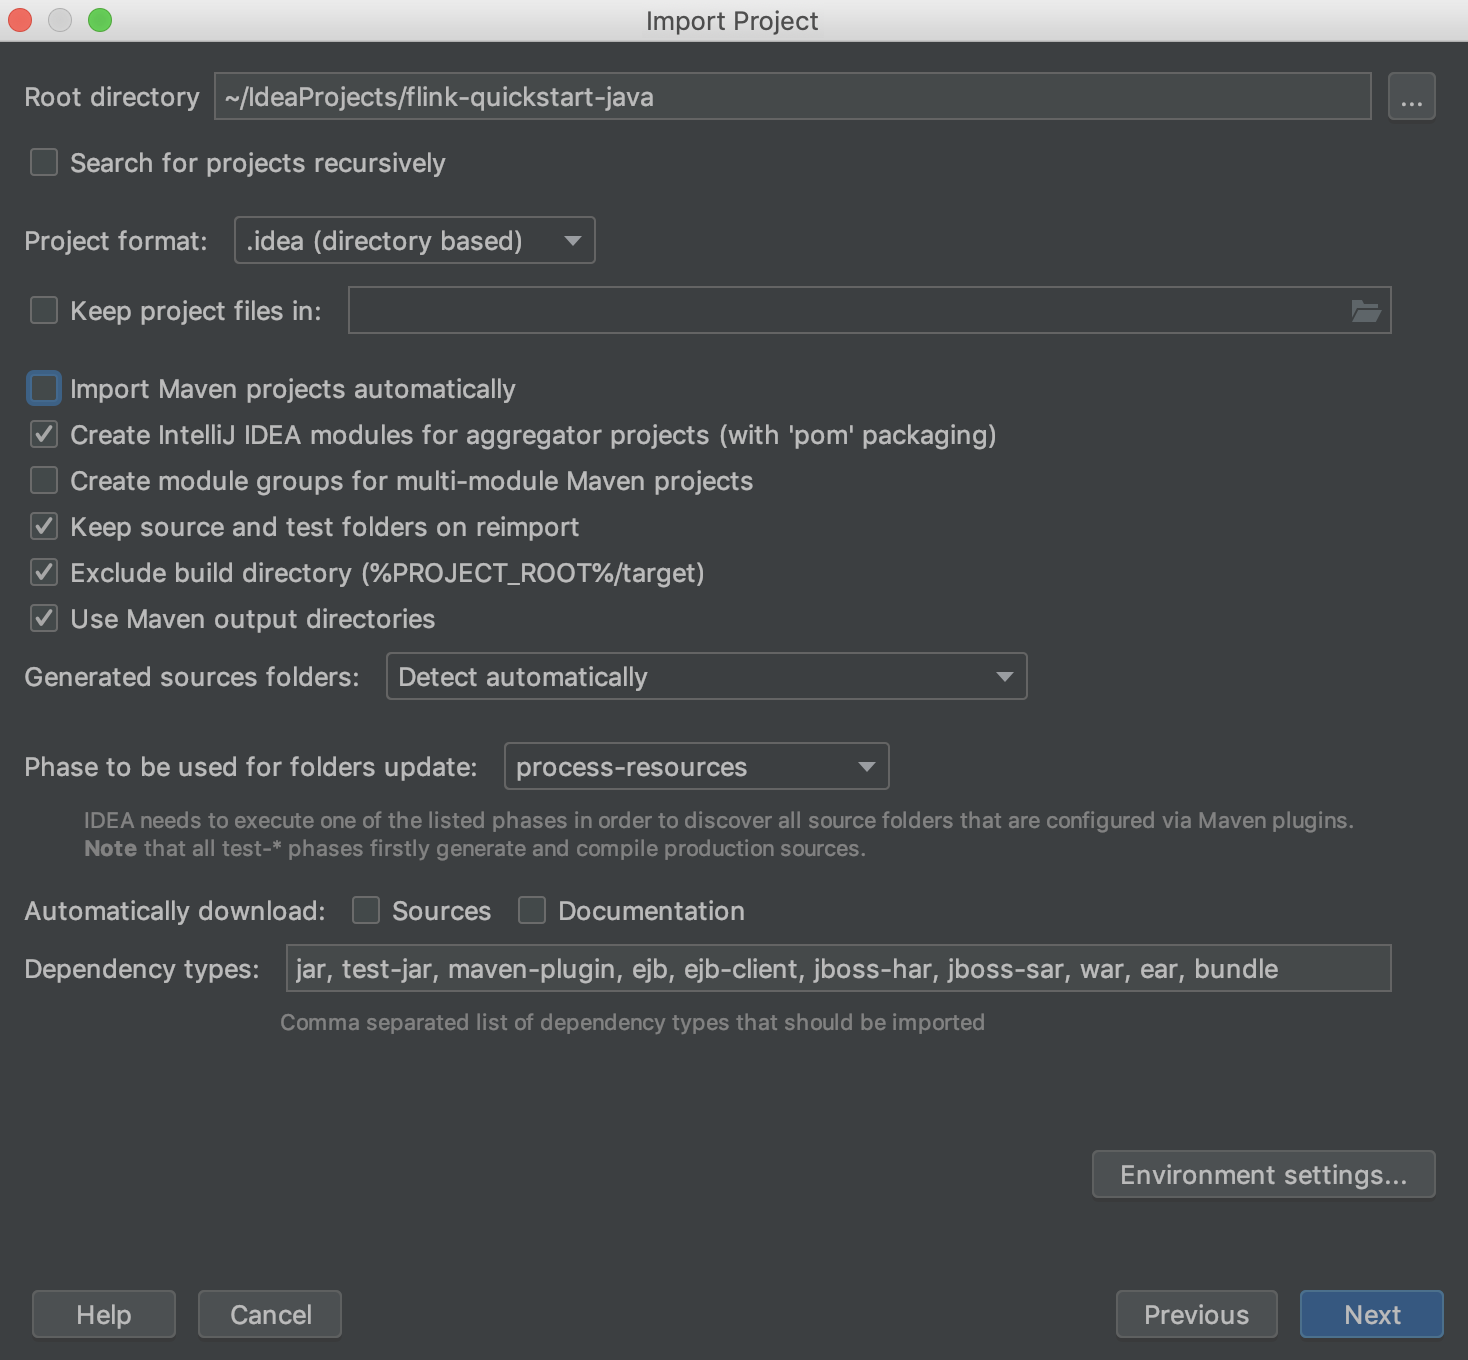 Import Project
Root directory ~/IdeaProjects/flink-quickstart-java ...
Search for projects recursively
Project format: .idea (directory based)
Keep project files in:
Import Maven projects automatically
Create IntelliJ IDEA modules for aggregator projects (with 'pom' packaging)
Create module groups for multi-module Maven projects
Keep source and test folders on reimport
Exclude build directory (%PROJECT_ROOT%/target)
Use Maven output directories
Generated sources folders: Detect automatically
Phase to be used for folders update: process-resources
IDEA needs to execute one of the listed phases in order to discover all source folders that are configured via Maven plugins.
Note that all test-* phases firstly generate and compile production sources.
Automatically download: Sources Documentation
Dependency types: jar, test-jar, maven-plugin, ejb, ejb-client, jboss-har, jboss-sar, war, ear, bundle
Comma separated list of dependency types that should be imported
Environment settings...
Help Cancel Previous Next